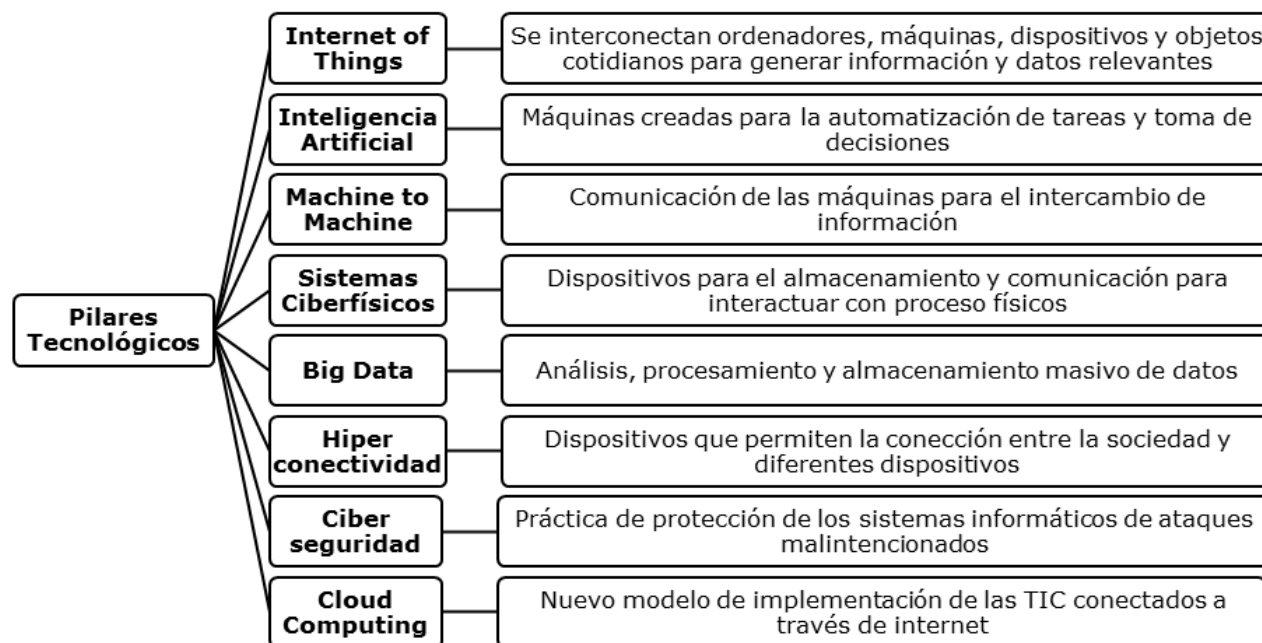 Pilares
Tecnológicos
Internet of
Things
Se interconectan ordenadores, máquinas, dispositivos y objetos
cotidianos para generar información y datos relevantes
Inteligencia
Artificial
Máquinas creadas para la automatización de tareas y toma de
decisiones
Machine to
Machine
Comunicación de las máquinas para el intercambio de
información
Sistemas
Ciberfísicos
Dispositivos para el almacenamiento y comunicación para
interactuar con proceso físicos
Big Data
Análisis, procesamiento y almacenamiento masivo de datos
Hiper
conectividad
Dispositivos que permiten la conección entre la sociedad y
diferentes dispositivos
Ciber
seguridad
Práctica de protección de los sistemas informáticos de ataques
malintencionados
Cloud
Computing
Nuevo modelo de implementación de las TIC conectados a
través de internet